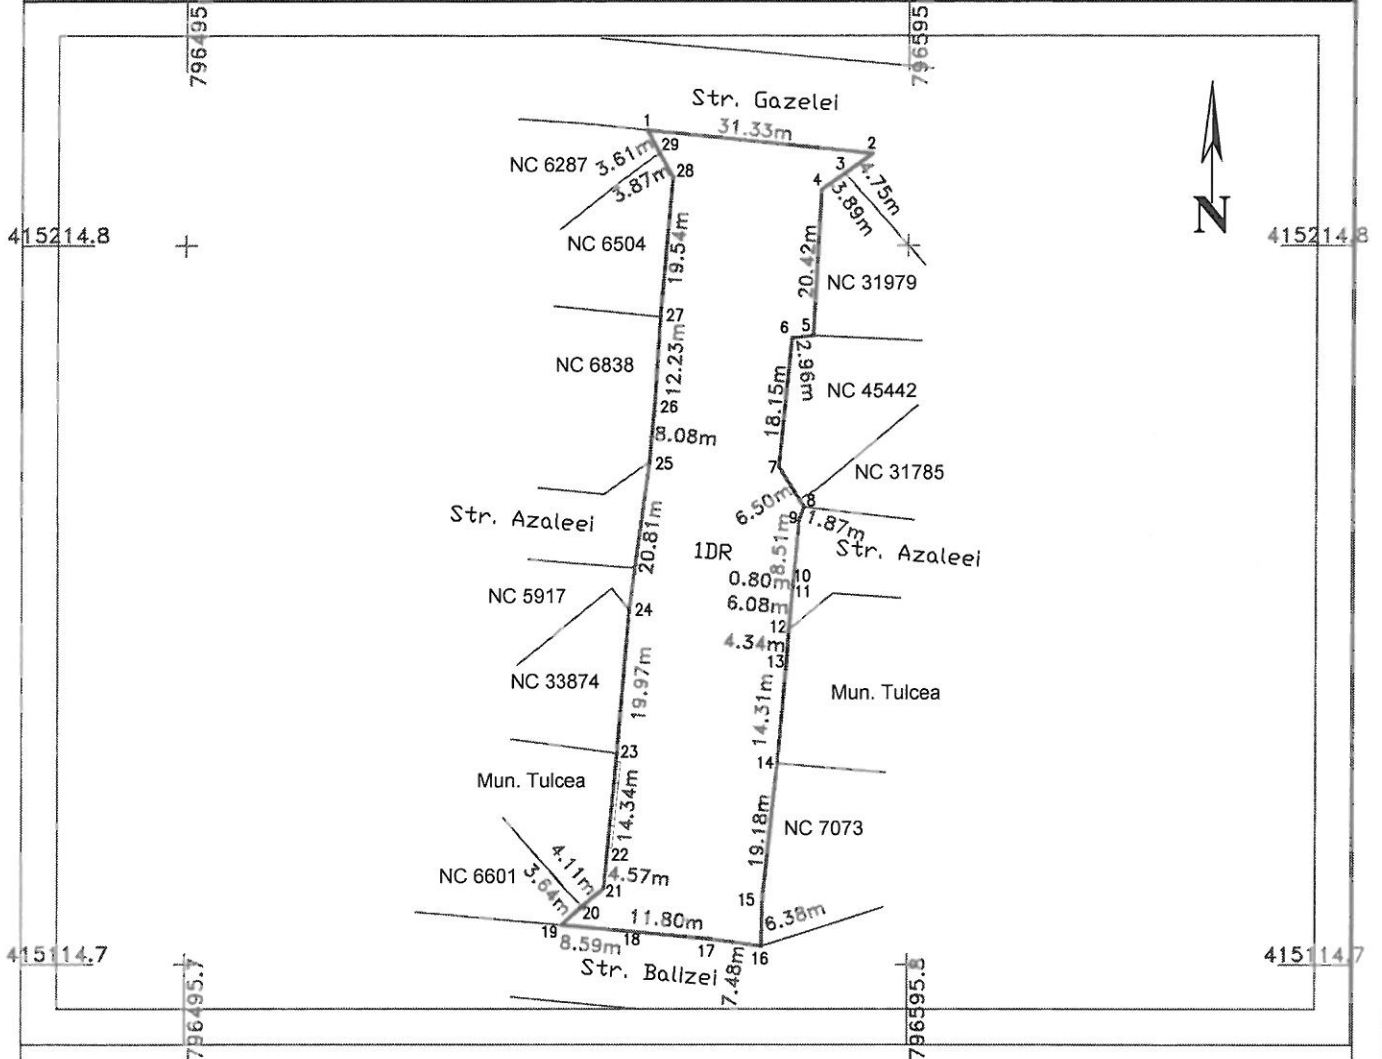 796495
796595
Str. Gazelei
1
31.33m
2
29
3.61m
NC 6287
3
4.75m
28
3.87m
4
3.89m
N
415214.8
415214.8
NC 6504
19.54m
20.42m
NC 31979
27
6
5
2.96m
12.23m
NC 6838
18.15m
NC 45442
26
8.08m
25
7
NC 31785
6.50m
8
9
1.87m
Str. Azaleei
20.81m
1DR
8.51m
Str. Azaleei
0.80m
10
11
NC 5917
24
6.08m
12
4.34m
13
NC 33874
19.97m
14.31m
Mun. Tulcea
23
14
Mun. Tulcea
14.34m
19.18m
NC 7073
22
4.11m
4.57m
NC 6601
3.64m
21
15
20
11.80m
6.38m
19
8.59m
18
17
16
415114.7
415114.7
Str. Balizei
7.48m
796495.7
796595.8